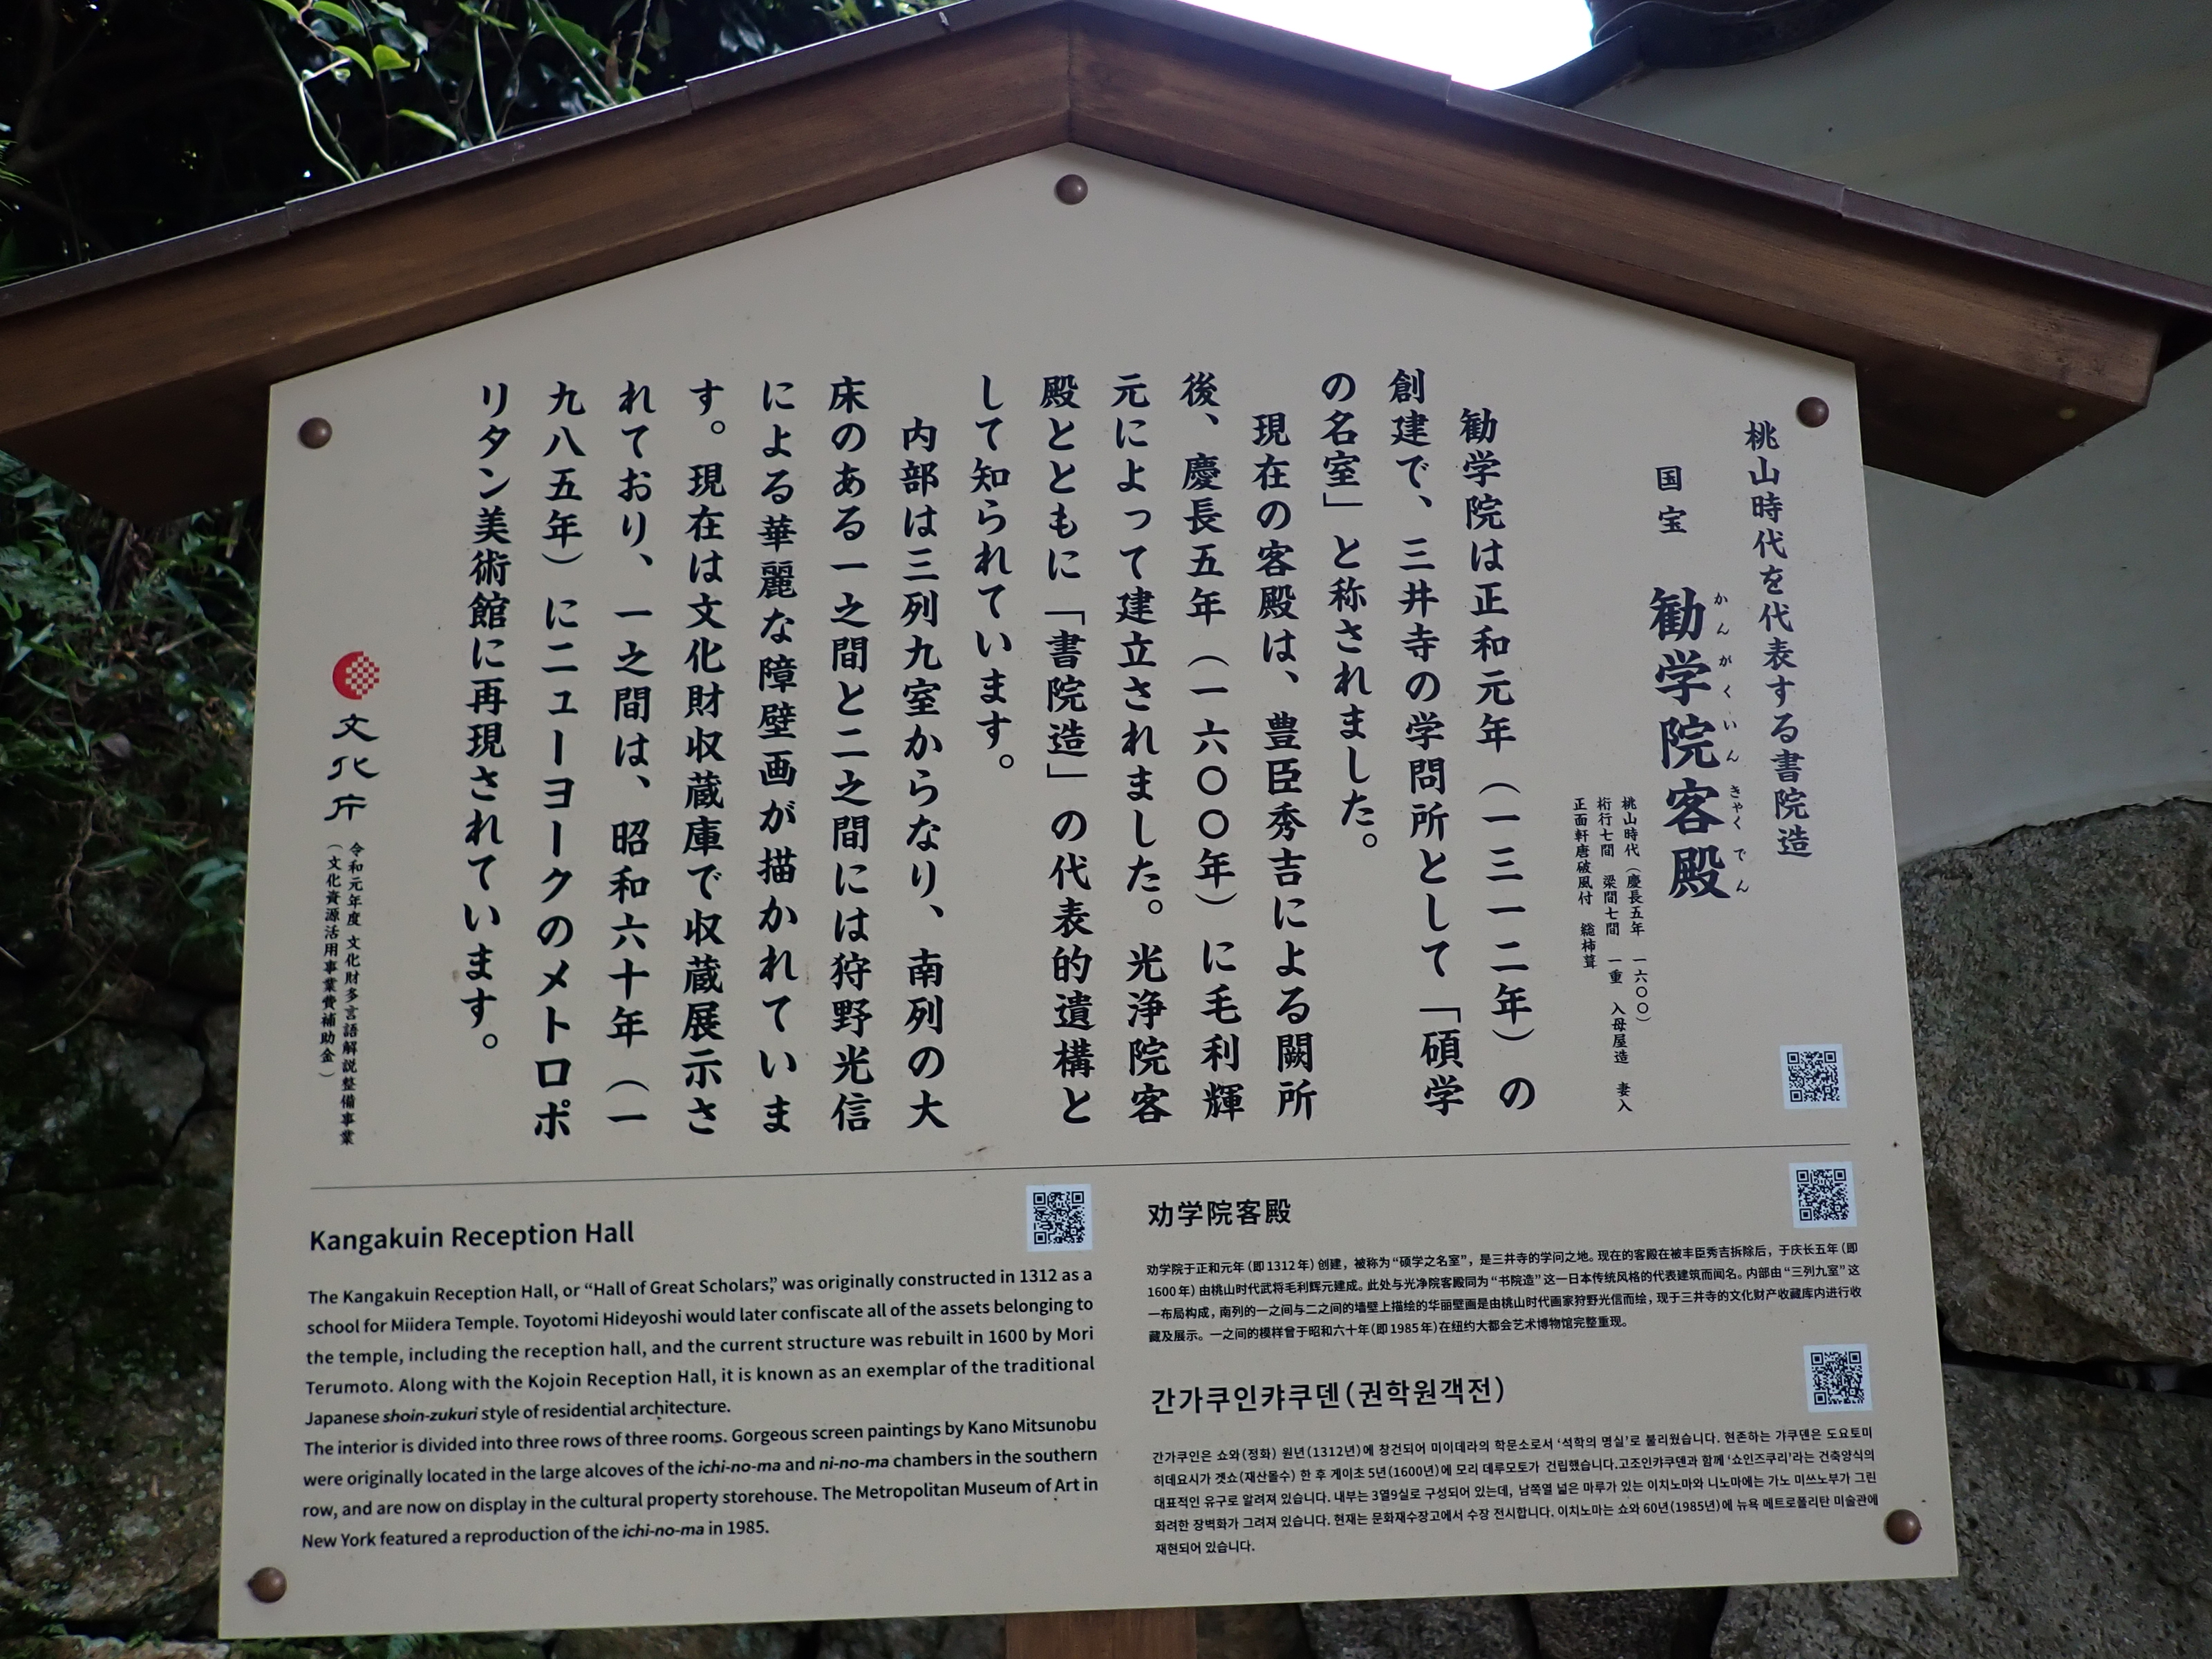 桃山時代を代表する書院造
国宝 勧学院客殿
かんがくいんきゃくでん
桃山時代（慶長五年 一六〇〇）
桁行七間 梁間七間 一重 入母屋造 妻入
正面軒唐破風付 総杮葺
勧学院は正和元年（一三一二年）の
創建で、三井寺の学問所として「碩学
の名室」と称されました。
現在の客殿は、豊臣秀吉による闕所
後、慶長五年（一六〇〇年）に毛利輝
元によって建立されました。光浄院客
殿とともに「書院造」の代表的遺構と
して知られています。
内部は三列九室からなり、南列の大
床のある一之間と二之間には狩野光信
による華麗な障壁画が描かれていま
す。現在は文化財収蔵庫で収蔵展示さ
れており、一之間は、昭和六十年（一
九八五年）にニューヨークのメトロポ
リタン美術館に再現されています。
文化庁
令和元年度 文化財多言語解説整備事業
（文化資源活用事業費補助金）
Kangakuin Reception Hall
The Kangakuin Reception Hall, or “Hall of Great Scholars,” was originally constructed in 1312 as a
school for Miidera Temple. Toyotomi Hideyoshi would later confiscate all of the assets belonging to
the temple, including the reception hall, and the current structure was rebuilt in 1600 by Mori
Terumoto. Along with the Kojoin Reception Hall, it is known as an exemplar of the traditional
Japanese shoin-zukuri style of residential architecture.
The interior is divided into three rows of three rooms. Gorgeous screen paintings by Kano Mitsunobu
were originally located in the large alcoves of the ichi-no-ma and ni-no-ma chambers in the southern
row, and are now on display in the cultural property storehouse. The Metropolitan Museum of Art in
New York featured a reproduction of the ichi-no-ma in 1985.
劝学院客殿
劝学院于正和元年（即1312年）创建，被称为“硕学之名室”，是三井寺的学问之地。现在的客殿在被丰臣秀吉拆除后，于庆长五年（即
1600年）由桃山时代武将毛利辉元建成。此处与光净院客殿同为“书院造”这一日本传统风格的代表建筑而闻名。内部由“三列九室”这
一布局构成，南列的一之间与二之间的墙壁上描绘的华丽壁画是由桃山时代画家狩野光信而绘，现于三井寺的文化财产收藏库内进行收
藏及展示。一之间的模样曾于昭和六十年（即1985年）在纽约大都会艺术博物馆完整重现。
간가쿠인캬쿠덴(권학원객전)
간가쿠인은 쇼와(정화) 원년(1312년)에 창건되어 미이데라의 학문소로서 ‘석학의 명실’로 불리웠습니다. 현존하는 가쿠덴은 도요토미
히데요시가 겟쇼(재산몰수) 한 후 게이초 5년(1600년)에 모리 데루모토가 건립했습니다.고조인캬쿠덴과 함께 ‘쇼인즈쿠리’라는 건축양식의
대표적인 유구로 알려져 있습니다. 내부는 3열9실로 구성되어 있는데, 남쪽열 넓은 마루가 있는 이치노마와 니노마에는 가노 미쓰노부가 그린
화려한 장벽화가 그려져 있습니다. 현재는 문화재수장고에서 수장 전시합니다. 이치노마는 쇼와 60년(1985년)에 뉴욕 메트로폴리탄 미술관에
재현되어 있습니다.